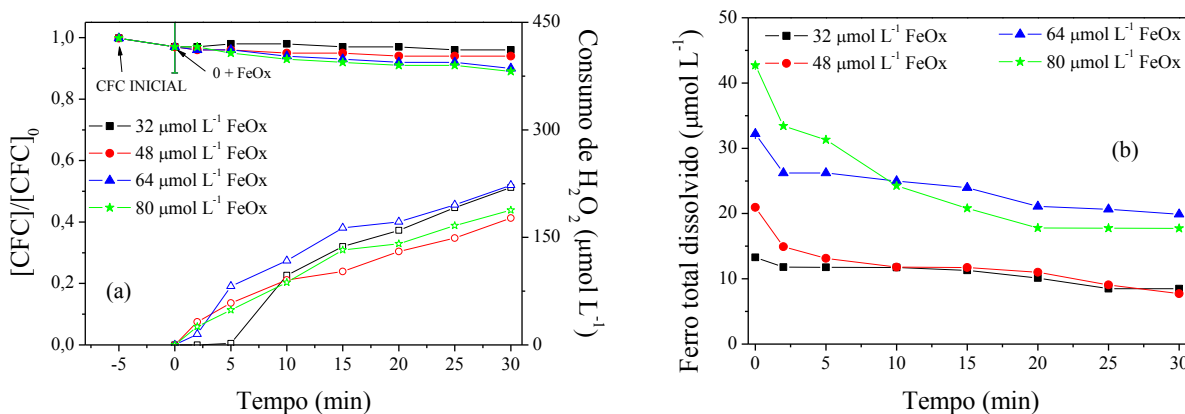 [CFC]/[CFC]0
1,0
0,8
0,6
0,4
0,2
0,0
CFC INICIAL
0 + FeOx
32 μmol L-1 FeOx
48 μmol L-1 FeOx
64 μmol L-1 FeOx
80 μmol L-1 FeOx
(a)
-5 0 5 10 15 20 25 30
Tempo (min)
450
300
150
0
Consumo de H2O2 (μmol L-1)
Ferro total dissolvido (μmol L-1)
50
40
30
20
10
0
32 μmol L-1 FeOx
48 μmol L-1 FeOx
64 μmol L-1 FeOx
80 μmol L-1 FeOx
(b)
0 5 10 15 20 25 30
Tempo (min)